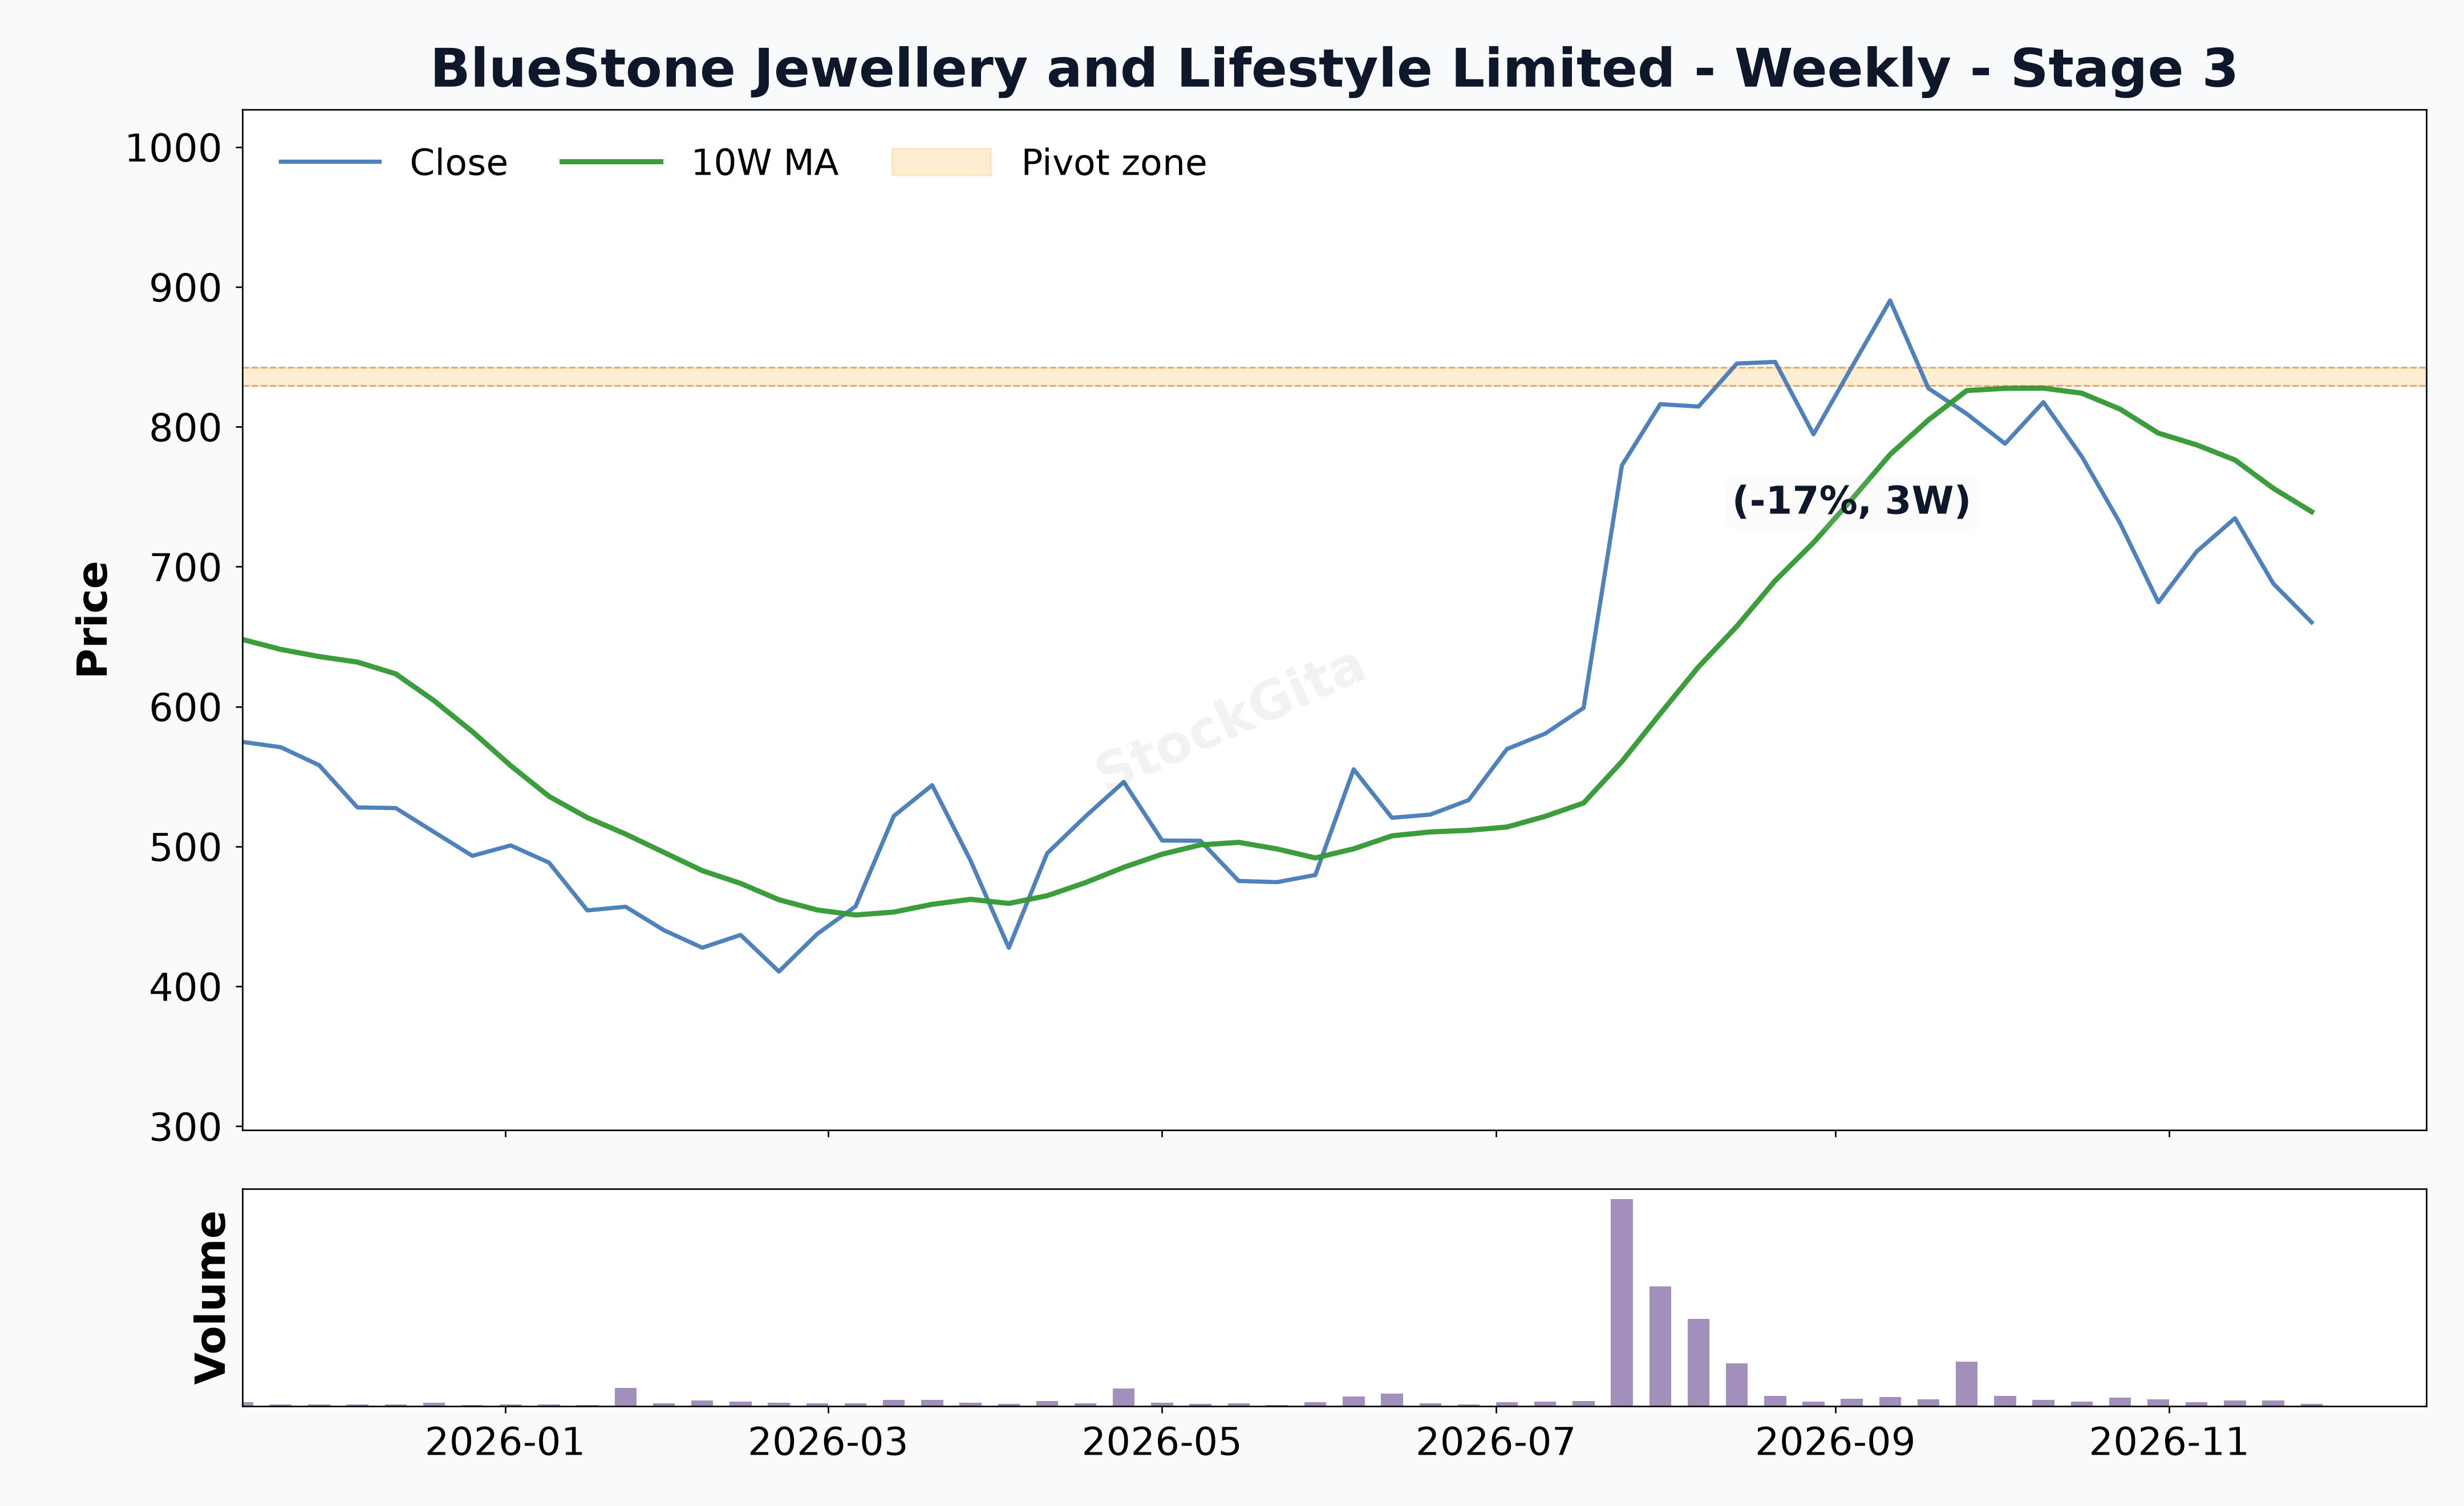 BlueStone Jewellery and Lifestyle Limited - Weekly - Stage 3
Close 10W MA Pivot zone
1000
900
800
700
600
500
400
300
Price
(-17%, 3W)
StockGita
Volume
2026-01 2026-03 2026-05 2026-07 2026-09 2026-11